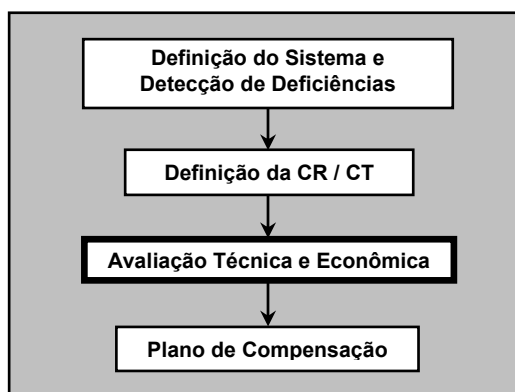 Definição do Sistema e
Detecção de Deficiências
Definição da CR / CT
Avaliação Técnica e Econômica
Plano de Compensação